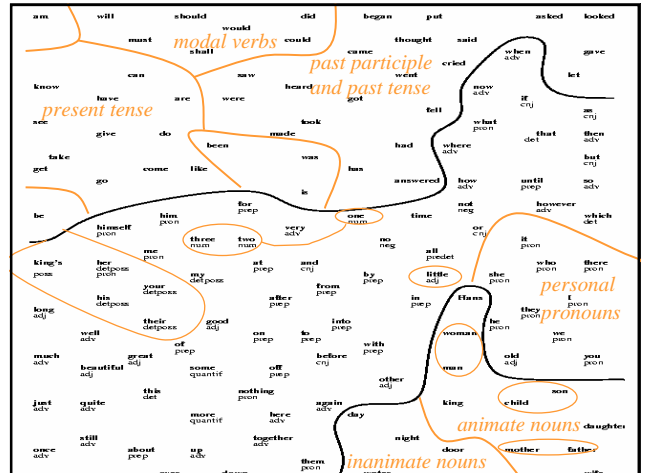 am will should did began put asked looked
would
must could thought said
modal verbs
shall came when gave
adv
past participle
cried
can saw went let
know heard and past tense now
adv
have are were got if
cnj
present tense fell as
cnj
see took what
pron
give do made that then
det adv
been had where
adv
take was but
cnj
get come like has
go answered how until so
adv prep adv
is
for not however
prep neg adv
be him one time which
pron num det
himself very or
pron adv cnj
three two no it
num num neg pron
me all
pron predet
king's her at and who there
poss detposs prep cnj pron pron
pron
my by little she
detposs prep adj pron
your from personal
detposs prep
his after in Hans
detposs prep prep
long they pronouns
adj pron
their good into he
detposs adj prep pron
well on to woman we
adv prep prep pron
of with
prep prep
much great before old you
adv adj cnj adj pron
beautiful some off man
adj quantif prep
other
adj
this nothing son
det pron
just quite again king child
adv adv adv
more here day
quantif adv
animate nouns daughter
still together night
adv adv
once about up door mother father
adv prep adv
them inanimate nouns
pron